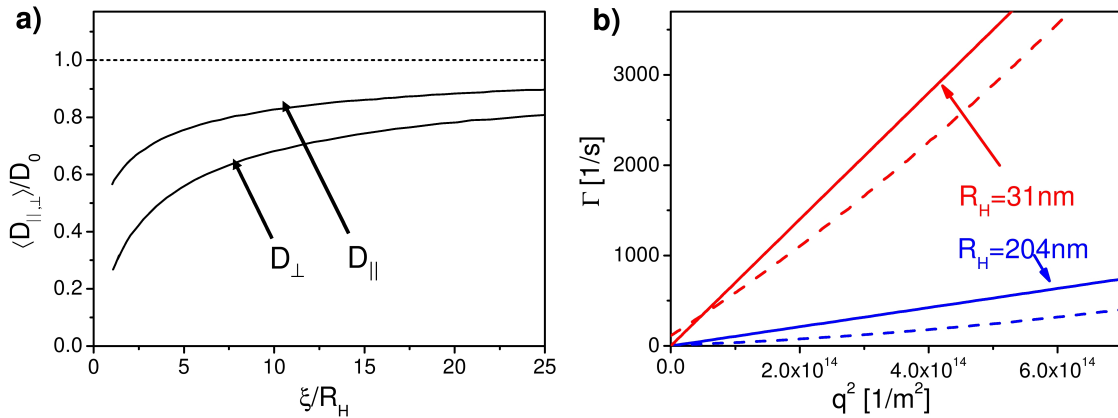 a)
1.0
0.8
0.6
0.4
0.2
0.0
⟨D||,⊥⟩/D0
D⊥
D||
0
5
10
15
20
25
ξ/RH
b)
3000
2000
1000
0
Γ [1/s]
RH=31nm
RH=204nm
0.0
2.0x10^14
4.0x10^14
6.0x10^14
q^2 [1/m^2]